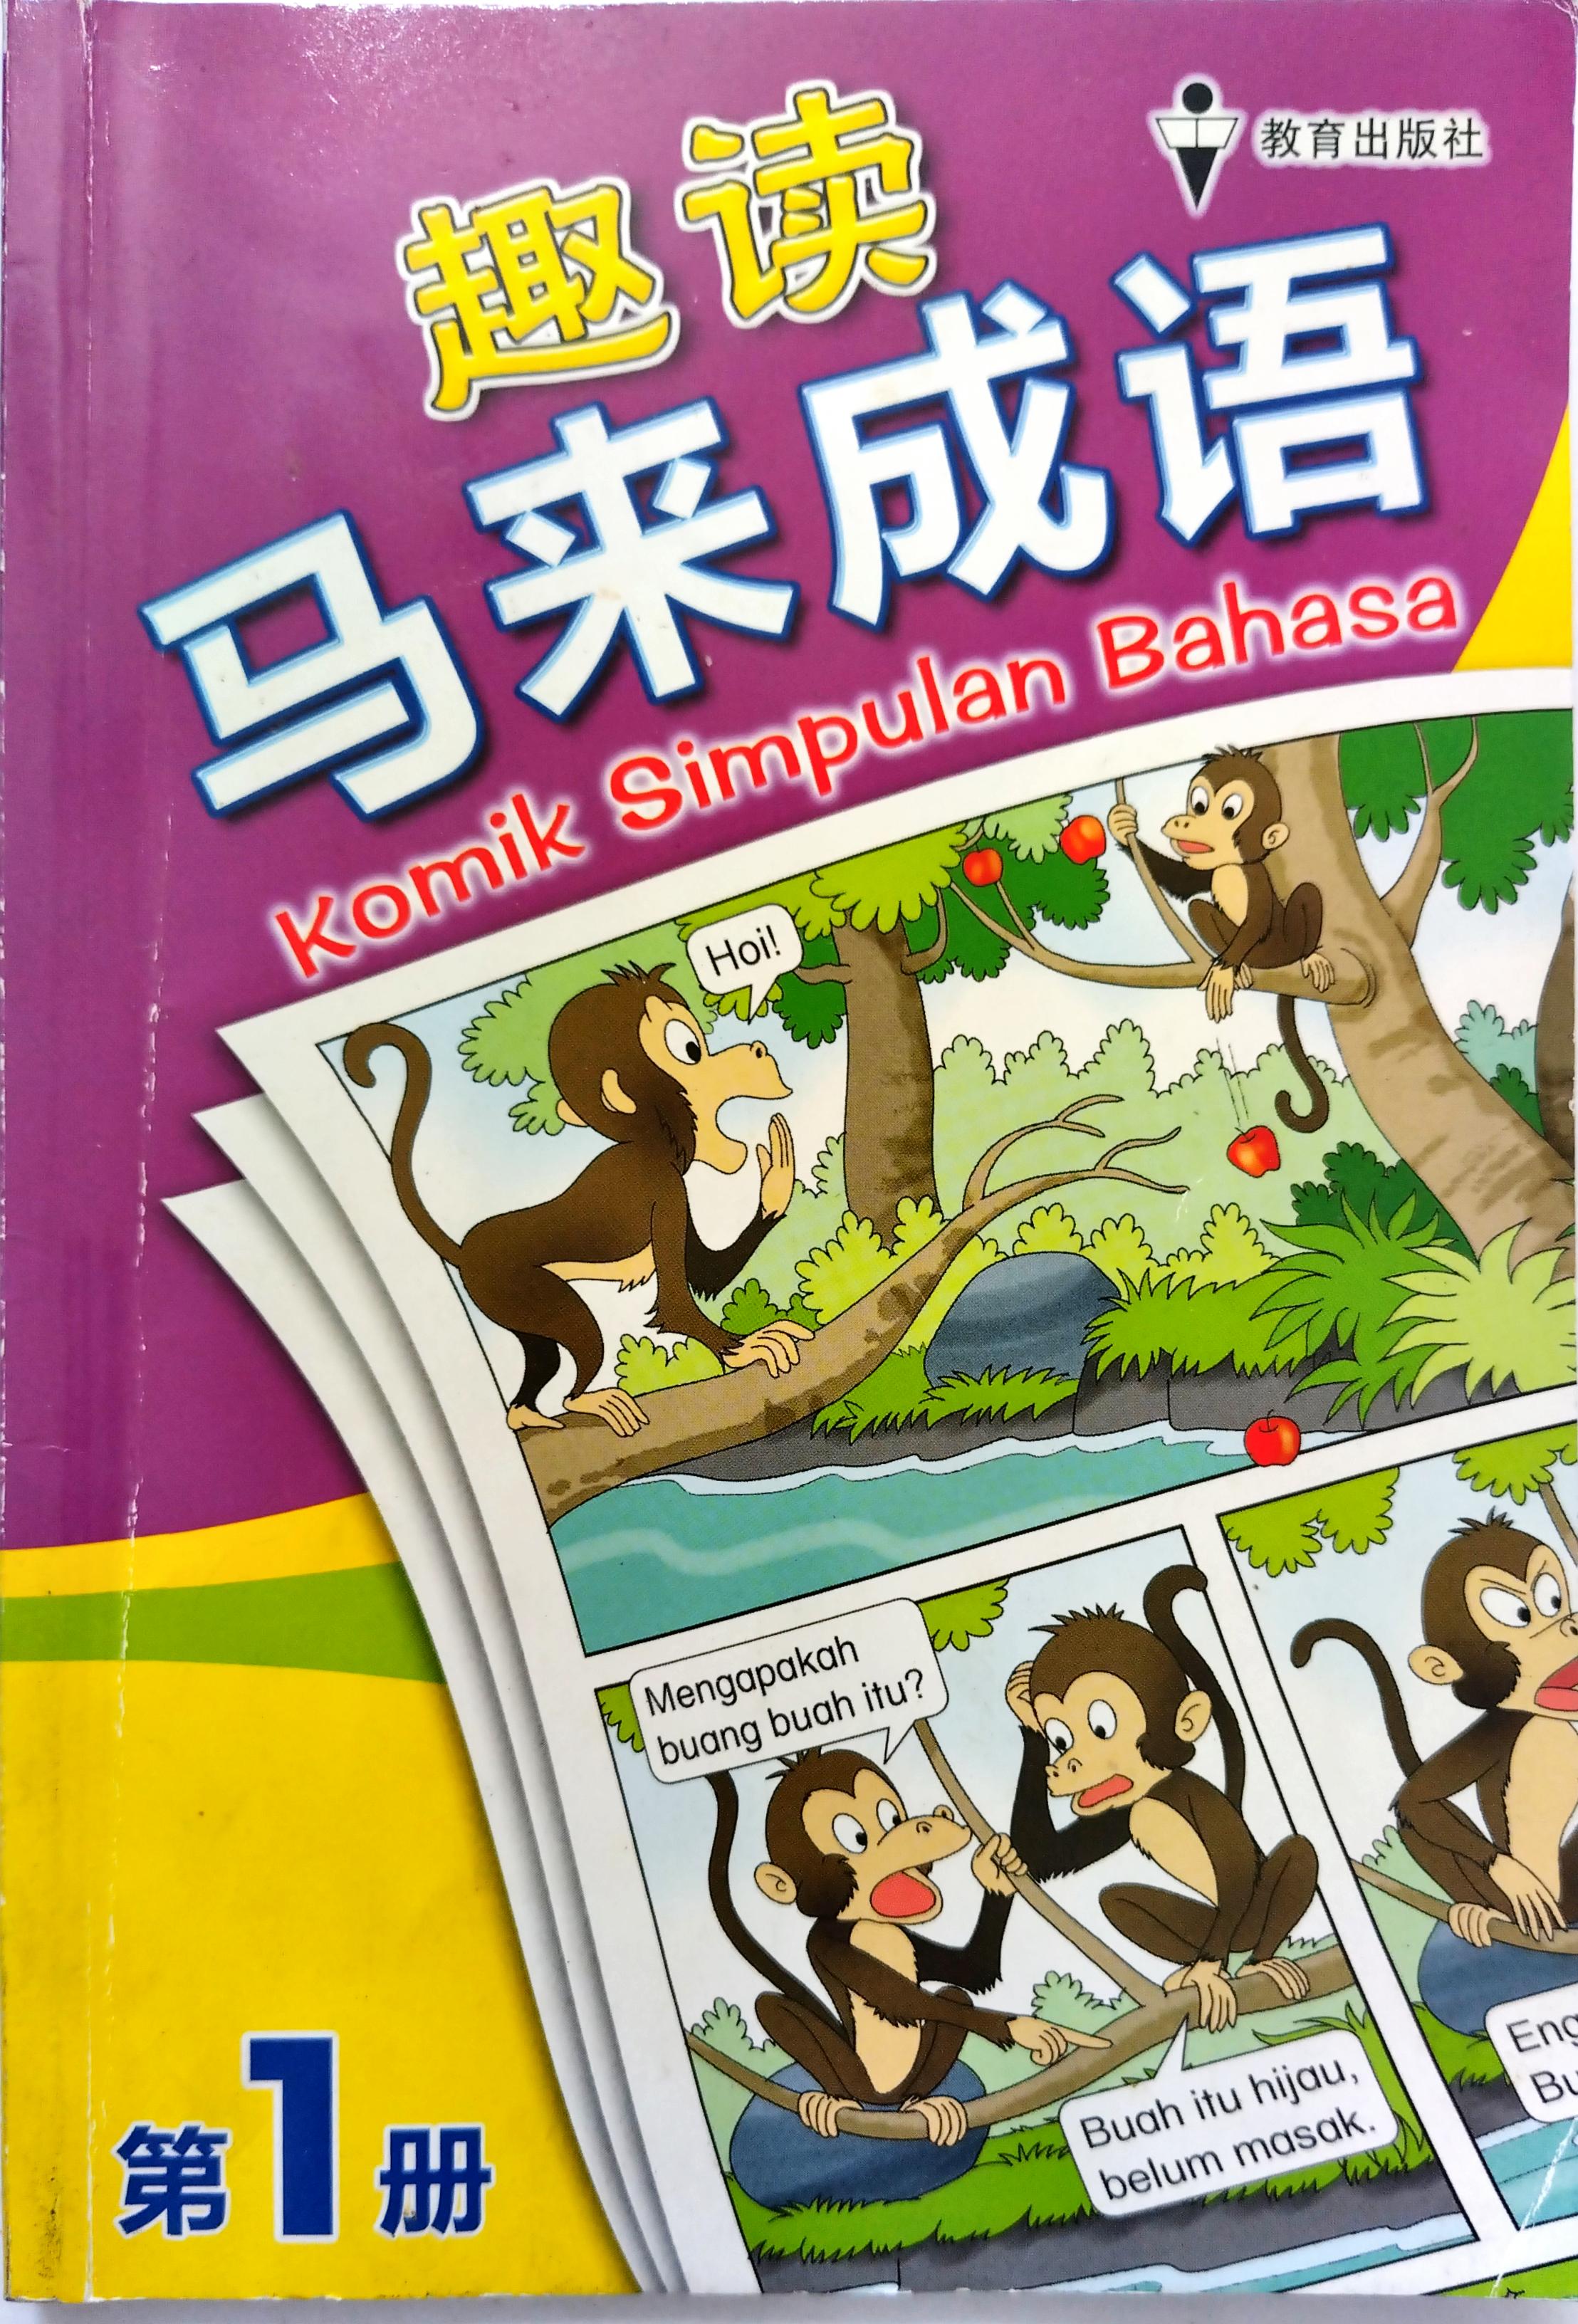 教育出版社
趣读
马来成语
Komik Simpulan Bahasa
Hoi!
Mengapakah
buang buah itu?
Buah itu hijau,
belum masak.
第1册